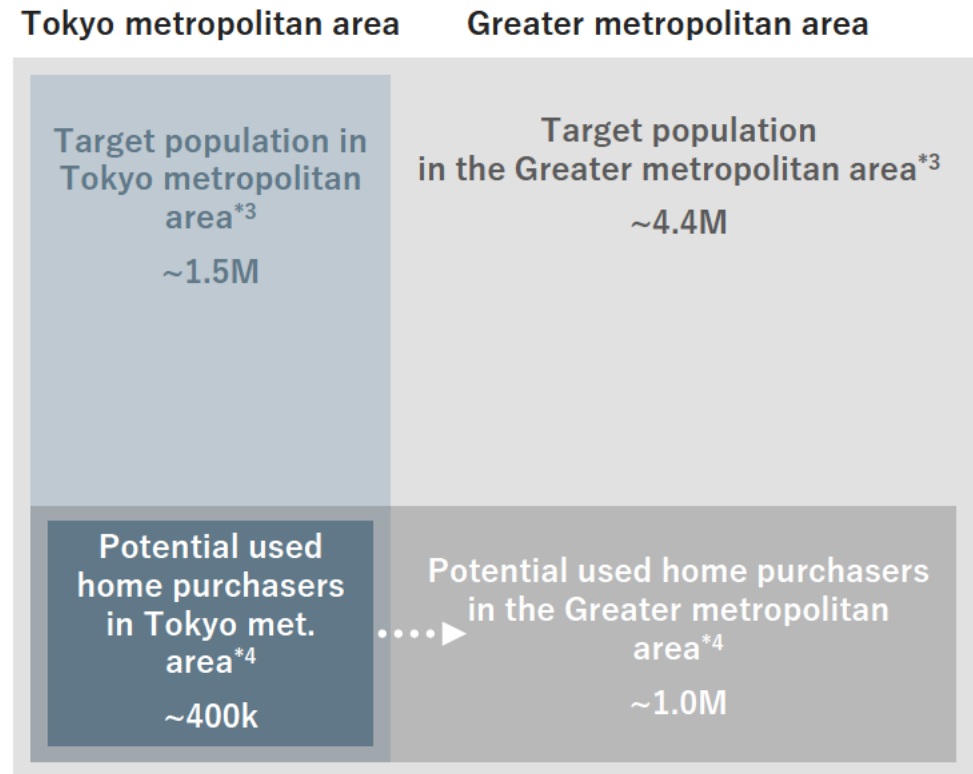 Tokyo metropolitan area
Greater metropolitan area
Target population in
Tokyo metropolitan
area*3
~1.5M
Target population
in the Greater metropolitan area*3
~4.4M
Potential used
home purchasers
in Tokyo met.
area*4
~400k
Potential used home purchasers
in the Greater metropolitan
area*4
~1.0M